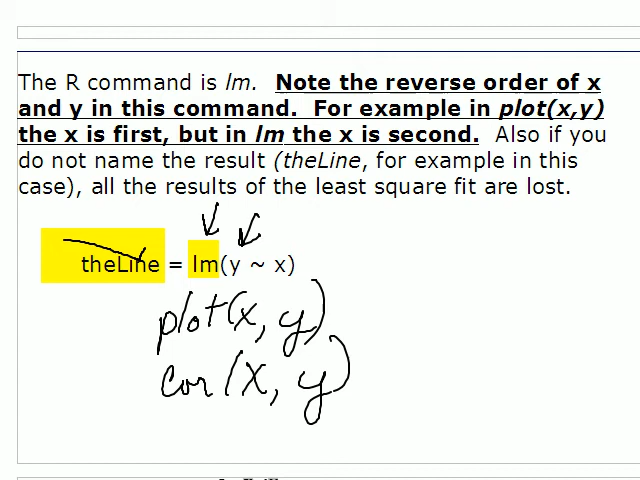 The R command is lm. Note the reverse order of x
and y in this command. For example in plot(x,y)
the x is first, but in lm the x is second. Also if you
do not name the result (theLine, for example in this
case), all the results of the least square fit are lost.
theLine = lm(y ~ x)
plot(x, y)
cor(x, y)